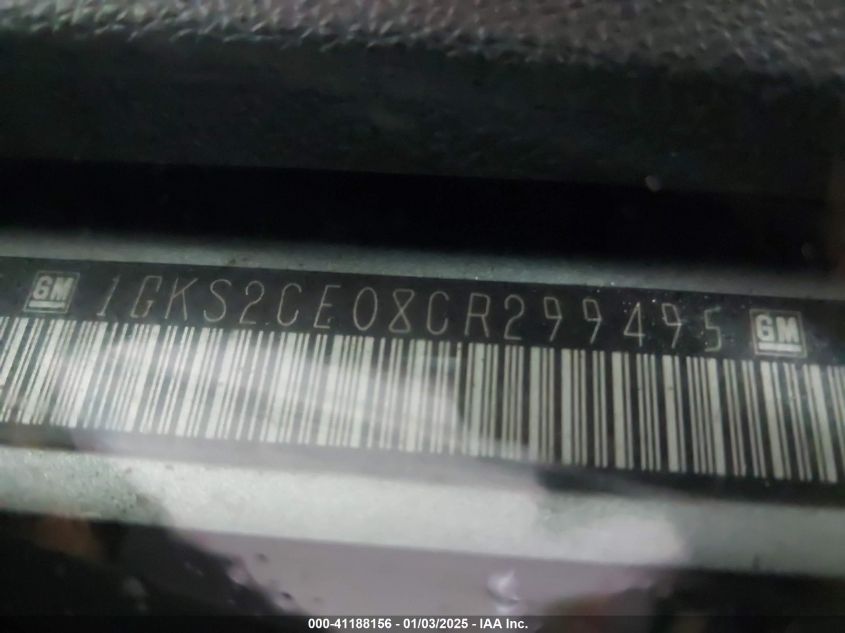 GM 1GKS2CE08CR299495 GM
000-41188156 - 01/03/2025 - IAA Inc.